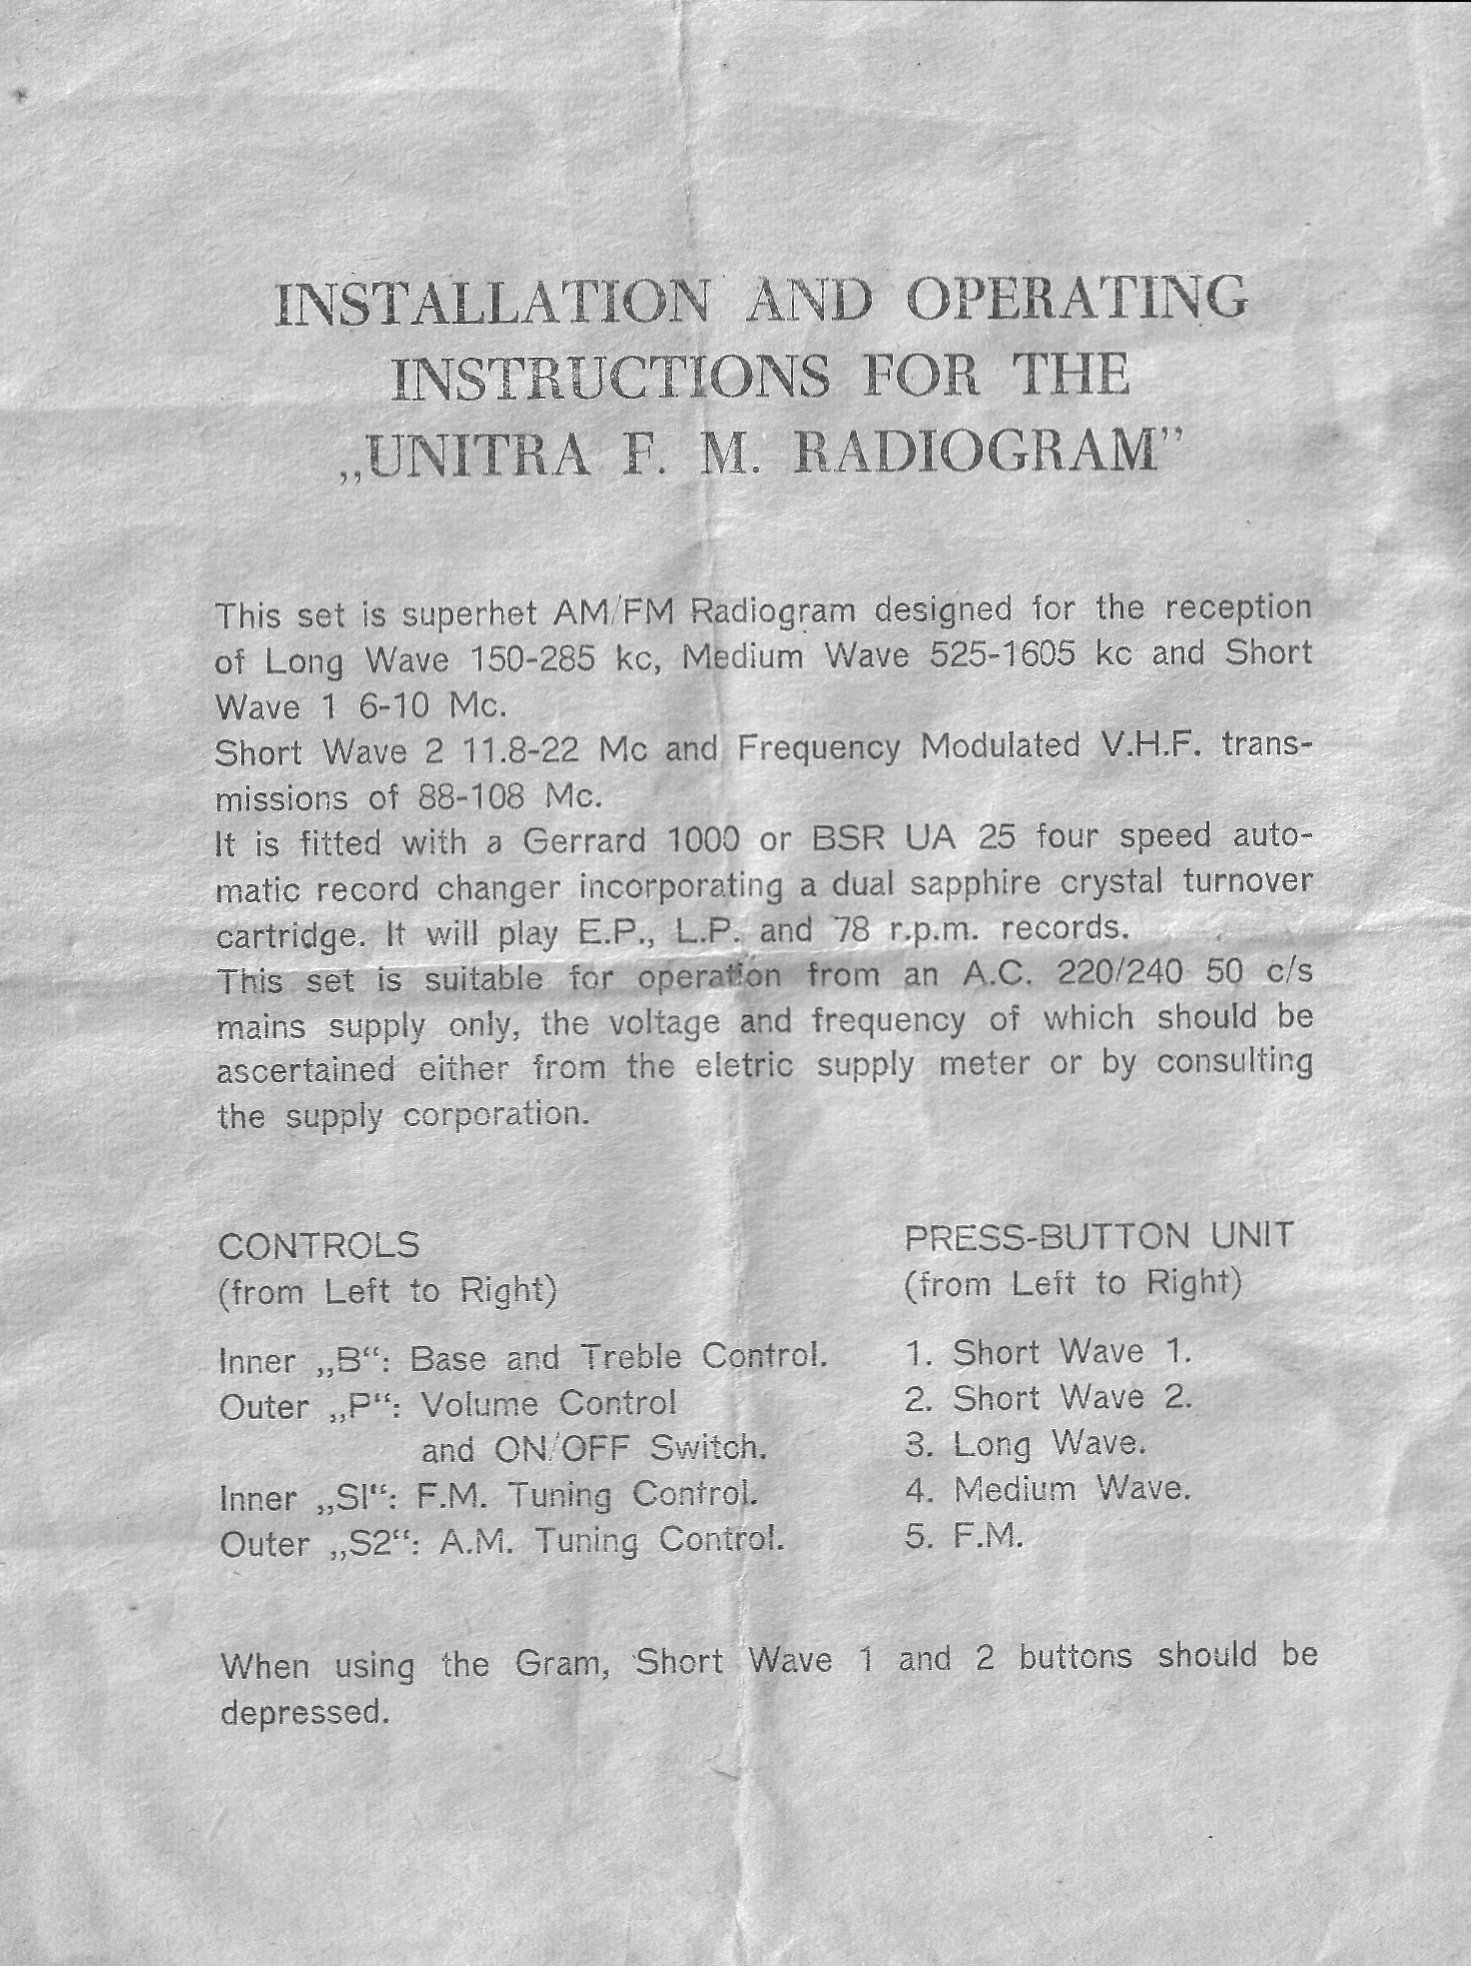 INSTALLATION AND OPERATING
INSTRUCTIONS FOR THE
„UNITRA F. M. RADIOGRAM”
This set is superhet AM/FM Radiogram designed for the reception
of Long Wave 150-285 kc, Medium Wave 525-1605 kc and Short
Wave 1 6-10 Mc.
Short Wave 2 11.8-22 Mc and Frequency Modulated V.H.F. trans-
missions of 88-108 Mc.
It is fitted with a Gerrard 1000 or BSR UA 25 four speed auto-
matic record changer incorporating a dual sapphire crystal turnover
cartridge. It will play E.P., L.P. and 78 r.p.m. records.
This set is suitable for operation from an A.C. 220/240 50 c/s
mains supply only, the voltage and frequency of which should be
ascertained either from the eletric supply meter or by consulting
the supply corporation.
CONTROLS
(from Left to Right)
Inner „B“: Base and Treble Control.
Outer „P“: Volume Control
and ON/OFF Switch.
Inner „SI“: F.M. Tuning Control.
Outer „S2“: A.M. Tuning Control.
PRESS-BUTTON UNIT
(from Left to Right)
1. Short Wave 1.
2. Short Wave 2.
3. Long Wave.
4. Medium Wave.
5. F.M.
When using the Gram, Short Wave 1 and 2 buttons should be
depressed.